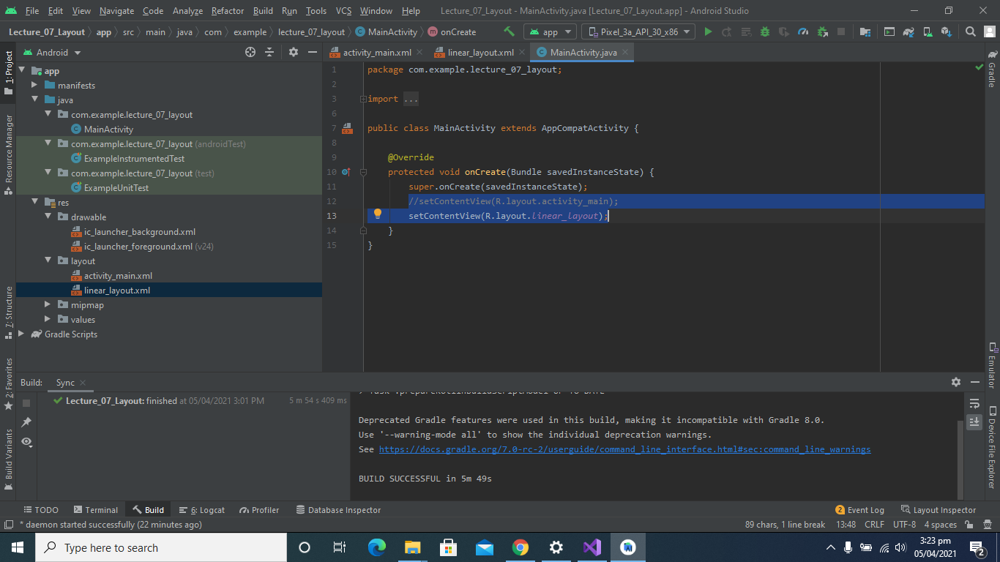 File Edit View Navigate Code Analyze Refactor Build Run Tools VCS Window Help Lecture_07_Layout - MainActivity.java [Lecture_07_Layout.app] - Android Studio
Lecture_07_Layout app src main java com example lecture_07_layout MainActivity onCreate app Pixel_3a_API_30_x86
1: Project
Resource Manager
7: Structure
2: Favorites
Build Variants
Android
app
manifests
java
com.example.lecture_07_layout
MainActivity
com.example.lecture_07_layout (androidTest)
ExampleInstrumentedTest
com.example.lecture_07_layout (test)
ExampleUnitTest
res
drawable
ic_launcher_background.xml
ic_launcher_foreground.xml (v24)
layout
activity_main.xml
linear_layout.xml
mipmap
values
Gradle Scripts
activity_main.xml linear_layout.xml MainActivity.java
1 package com.example.lecture_07_layout;
2
3 import ...
6
7 public class MainActivity extends AppCompatActivity {
8
9 @Override
10 protected void onCreate(Bundle savedInstanceState) {
11 super.onCreate(savedInstanceState);
12 //setContentView(R.layout.activity_main);
13 setContentView(R.layout.linear_layout);
14 }
15 }
Gradle
Emulator
Device File Explorer
Build: Sync
Lecture_07_Layout: finished at 05/04/2021 3:01 PM 5 m 54 s 409 ms
Deprecated Gradle features were used in this build, making it incompatible with Gradle 8.0.
Use '--warning-mode all' to show the individual deprecation warnings.
See https://docs.gradle.org/7.0-rc-2/userguide/command_line_interface.html#sec:command_line_warnings
BUILD SUCCESSFUL in 5m 49s
TODO Terminal Build 6: Logcat Profiler Database Inspector 2 Event Log Layout Inspector
* daemon started successfully (22 minutes ago) 89 chars, 1 line break 13:48 CRLF UTF-8 4 spaces
Type here to search
3:23 pm
05/04/2021
2